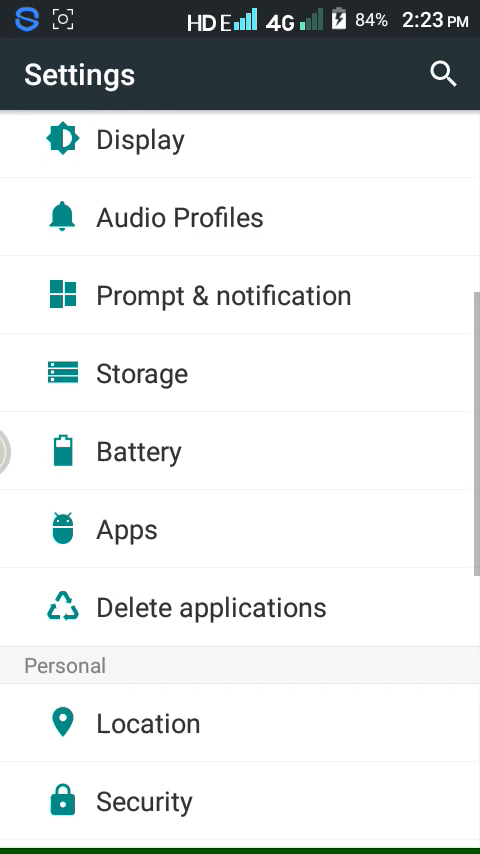 HD E 4G 84% 2:23 PM
Settings
Display
Audio Profiles
Prompt & notification
Storage
Battery
Apps
Delete applications
Personal
Location
Security